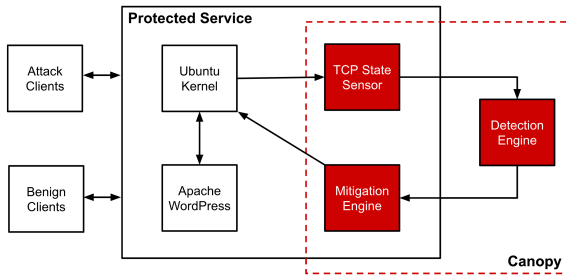 Protected Service
Attack
Clients
Ubuntu
Kernel
TCP State
Sensor
Detection
Engine
Benign
Clients
Apache
WordPress
Mitigation
Engine
Canopy